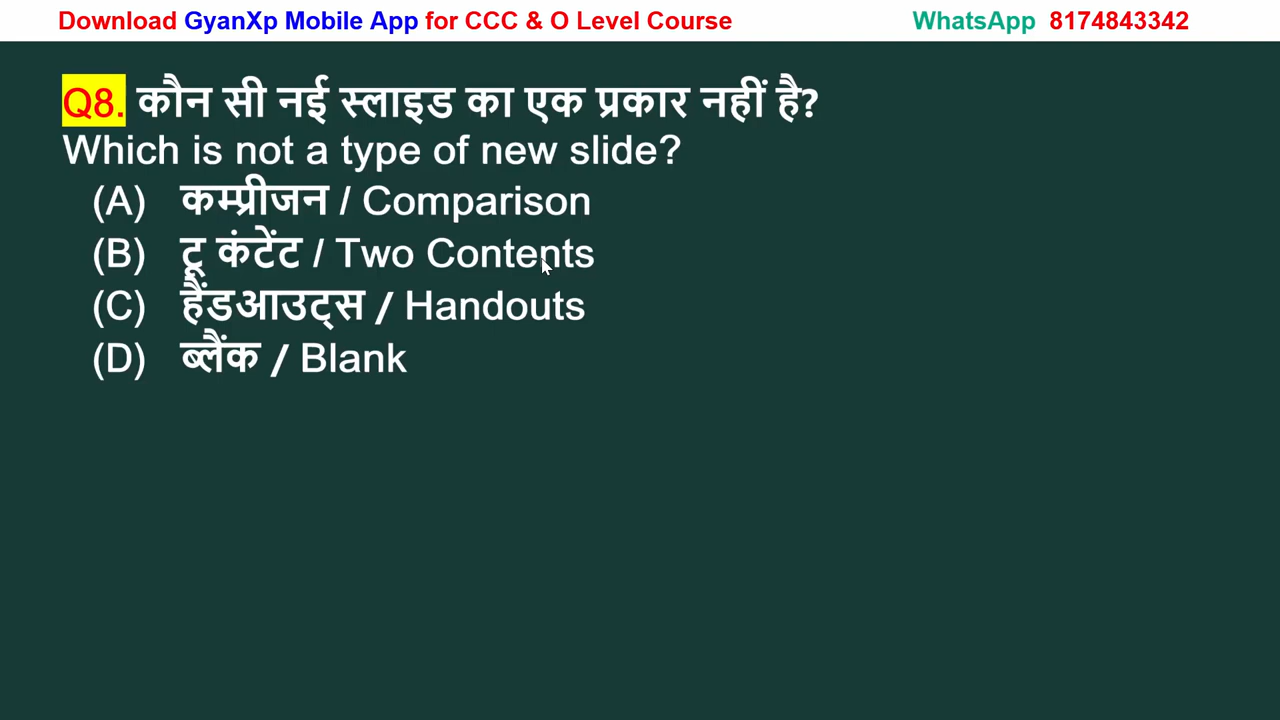 Download GyanXp Mobile App for CCC & O Level Course WhatsApp 8174843342
Q8. कौन सी नई स्लाइड का एक प्रकार नहीं है?
Which is not a type of new slide?
(A) कम्प्रीजन / Comparison
(B) टू कंटेंट / Two Contents
(C) हैंडआउट्स / Handouts
(D) ब्लैंक / Blank